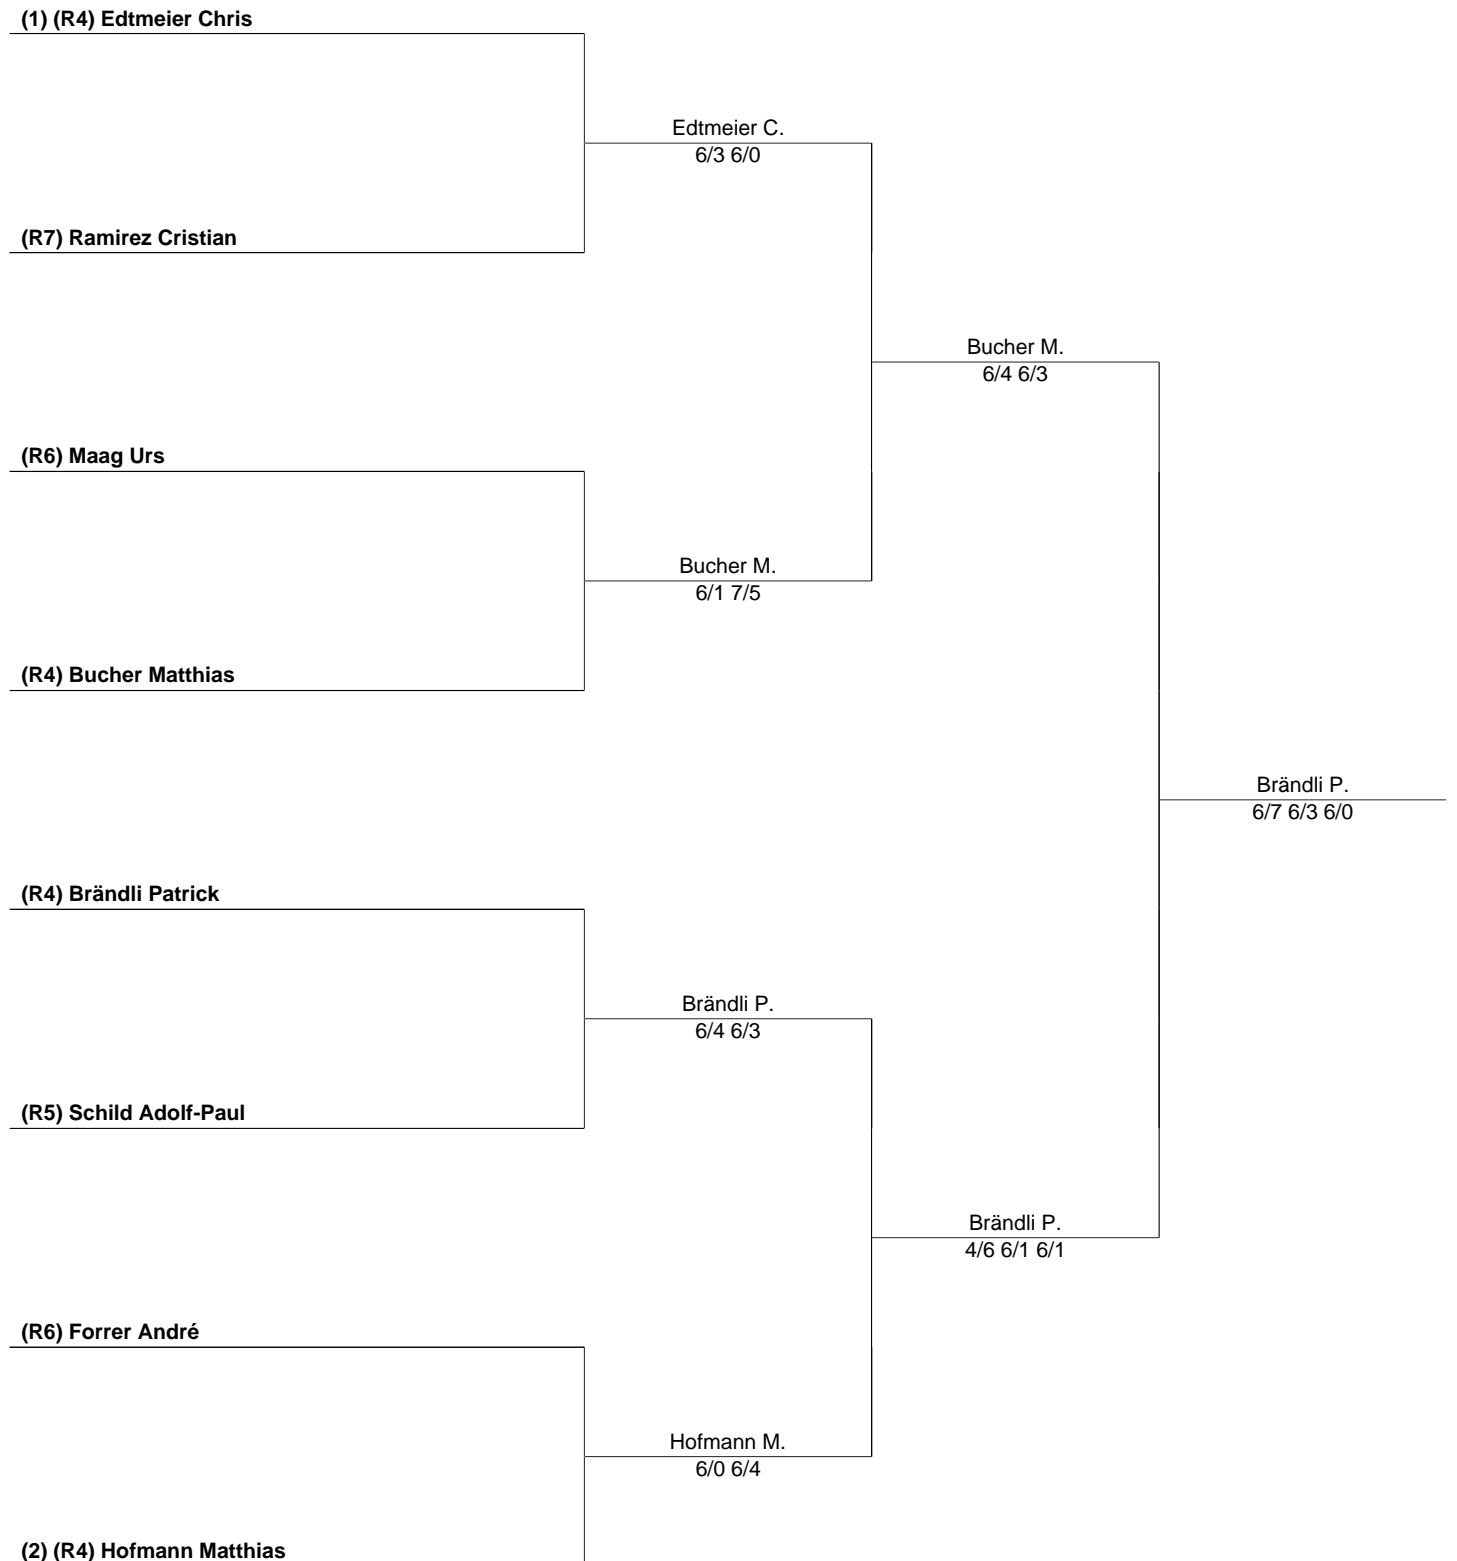 (1) (R4) Edtmeier Chris
Edtmeier C.
6/3 6/0
(R7) Ramirez Cristian
Bucher M.
6/4 6/3
(R6) Maag Urs
Bucher M.
6/1 7/5
(R4) Bucher Matthias
Brändli P.
6/7 6/3 6/0
(R4) Brändli Patrick
Brändli P.
6/4 6/3
(R5) Schild Adolf-Paul
Brändli P.
4/6 6/1 6/1
(R6) Forrer André
Hofmann M.
6/0 6/4
(2) (R4) Hofmann Matthias